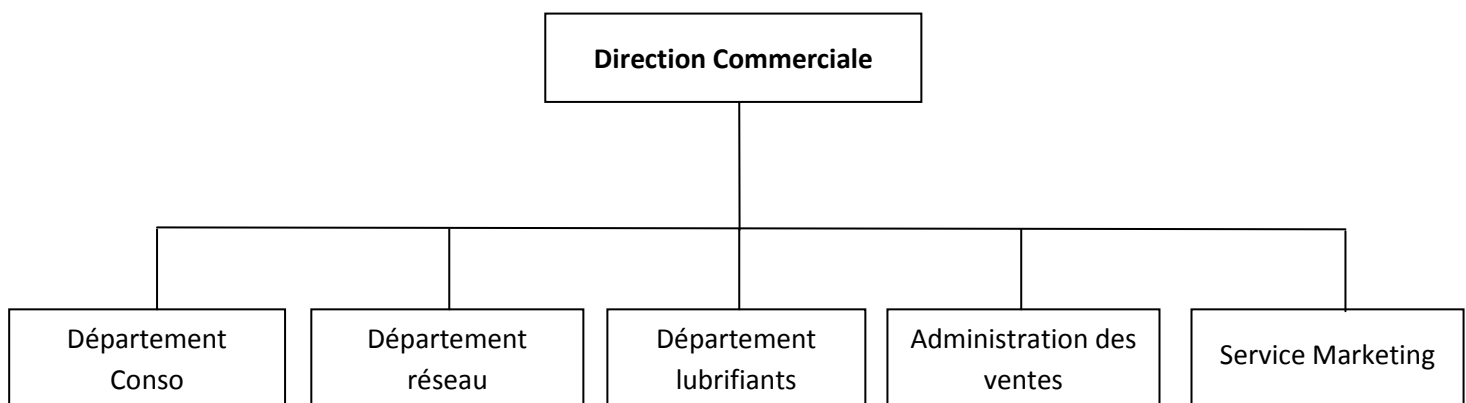 Direction Commerciale
Département
Conso
Département
réseau
Département
lubrifiants
Administration des
ventes
Service Marketing